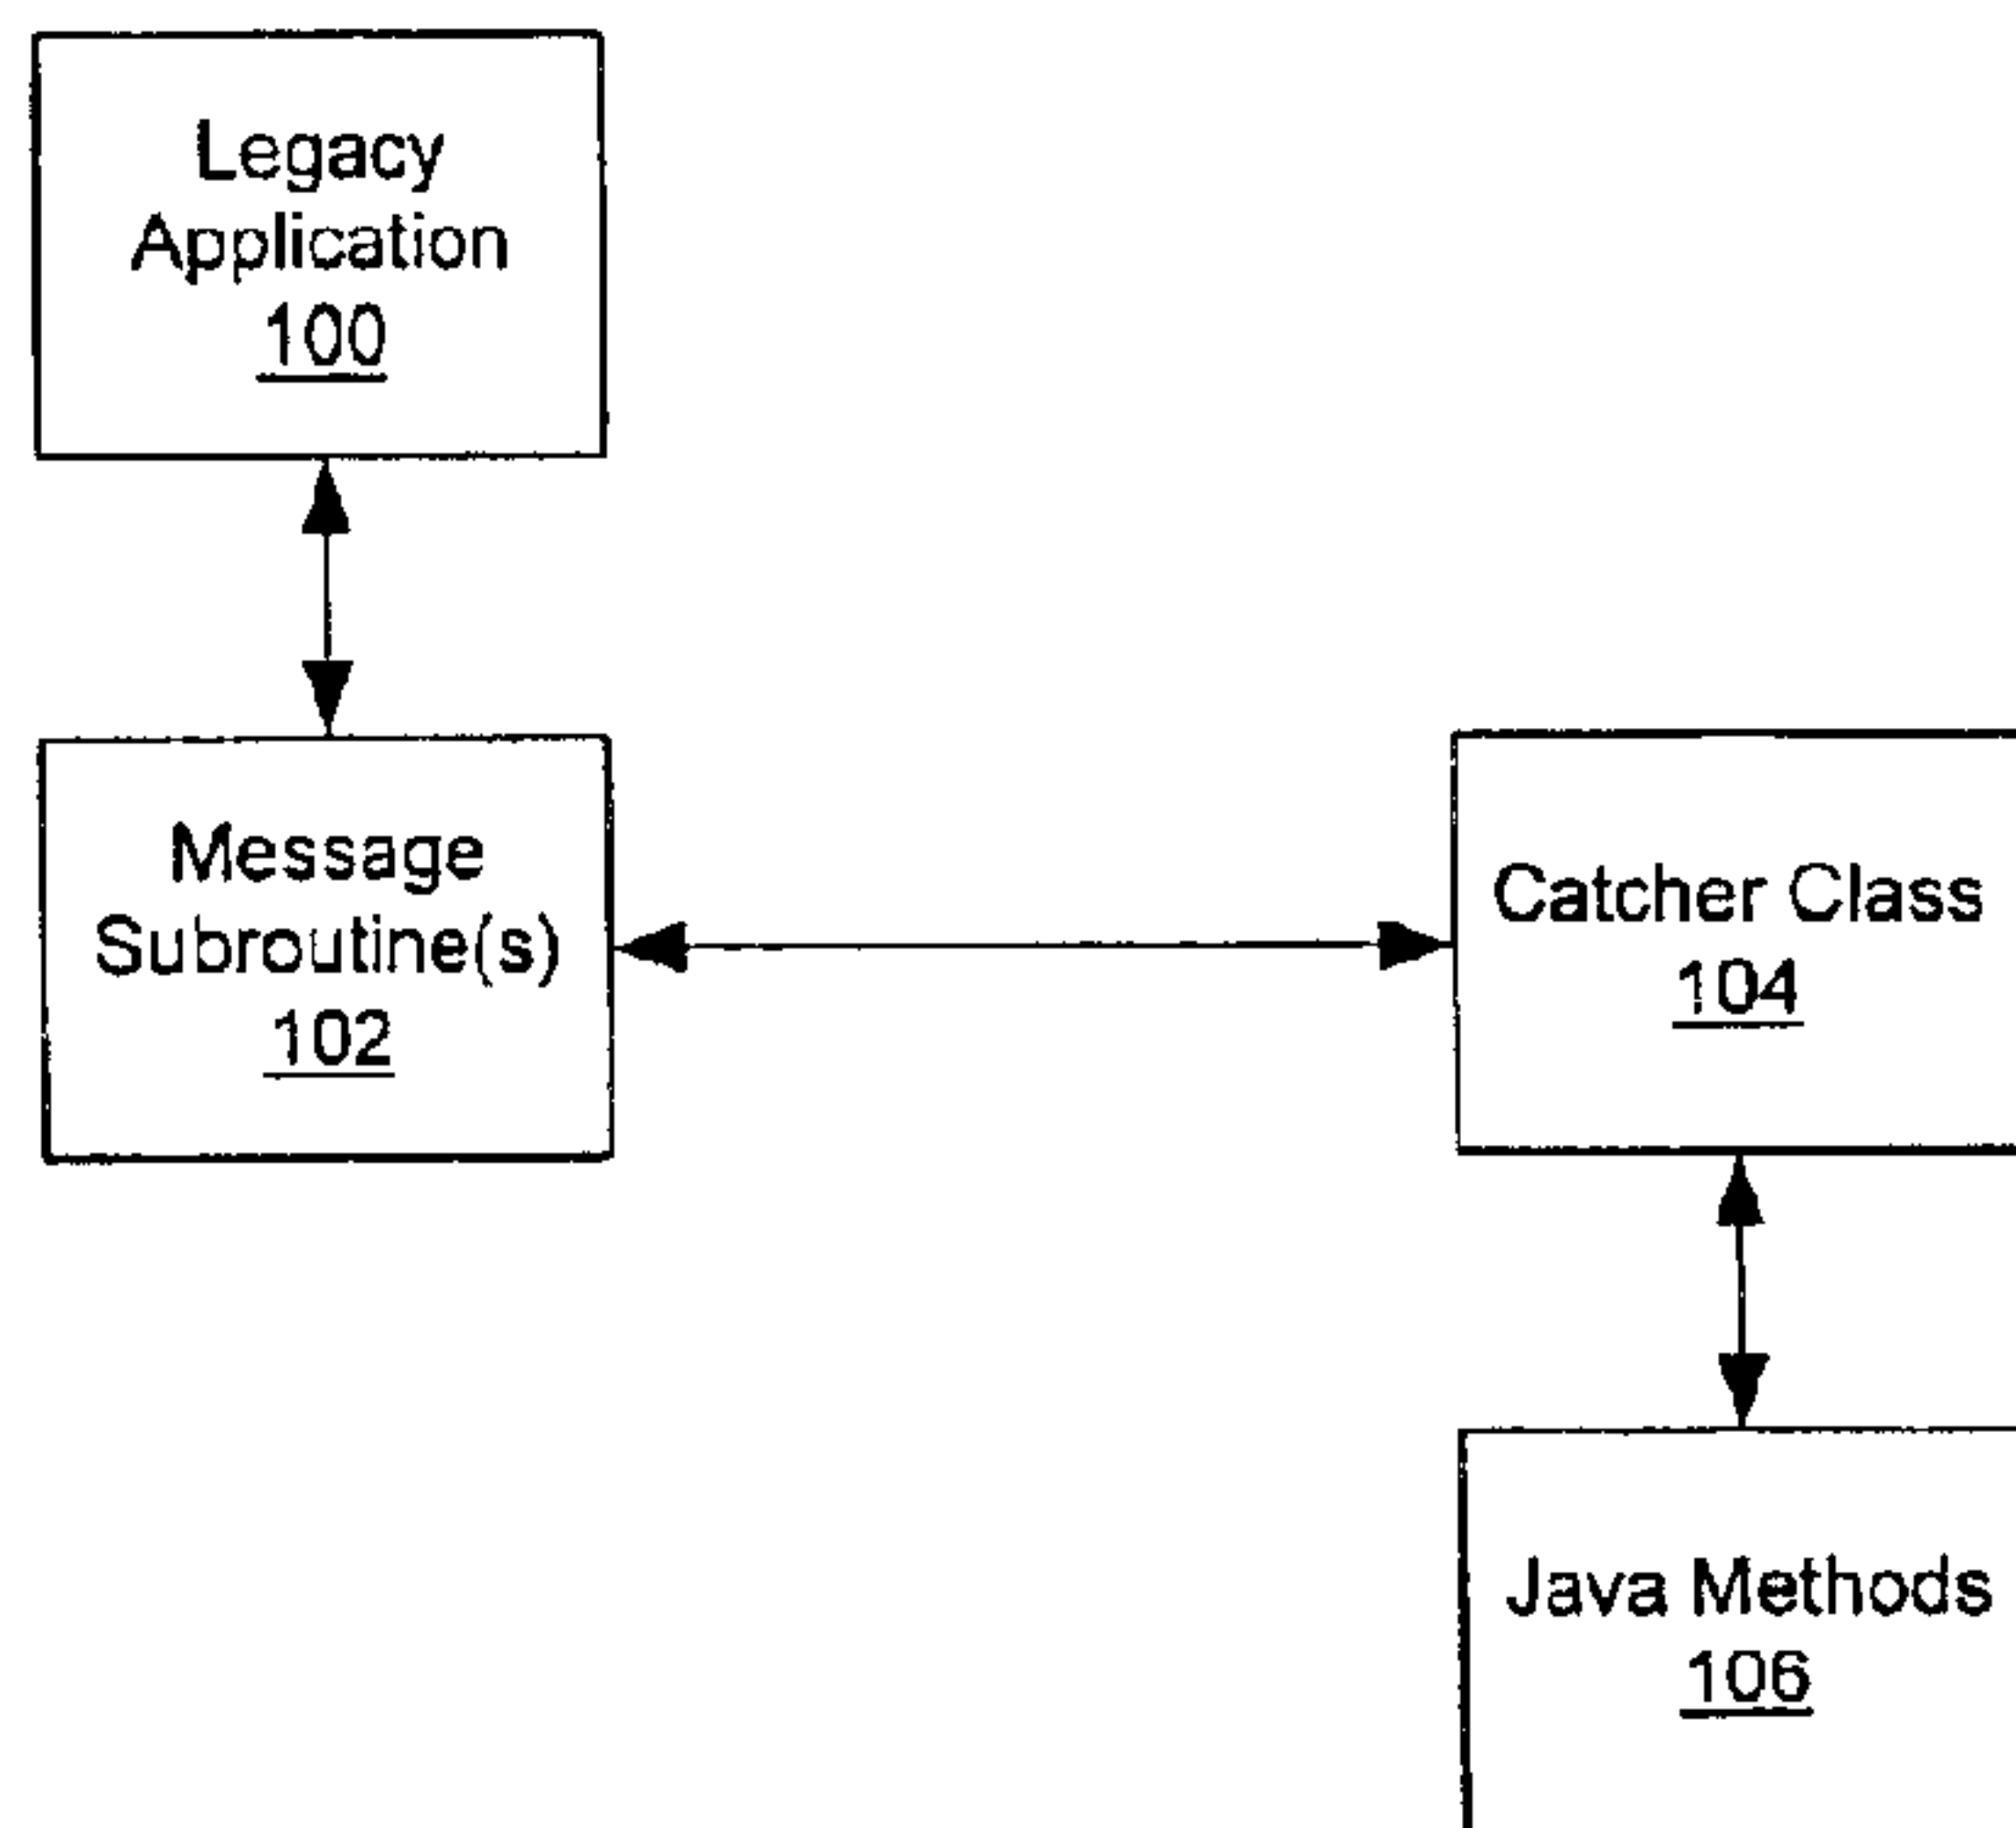 Legacy
Application
100
Message
Subroutine(s)
102
Catcher Class
104
Java Methods
106